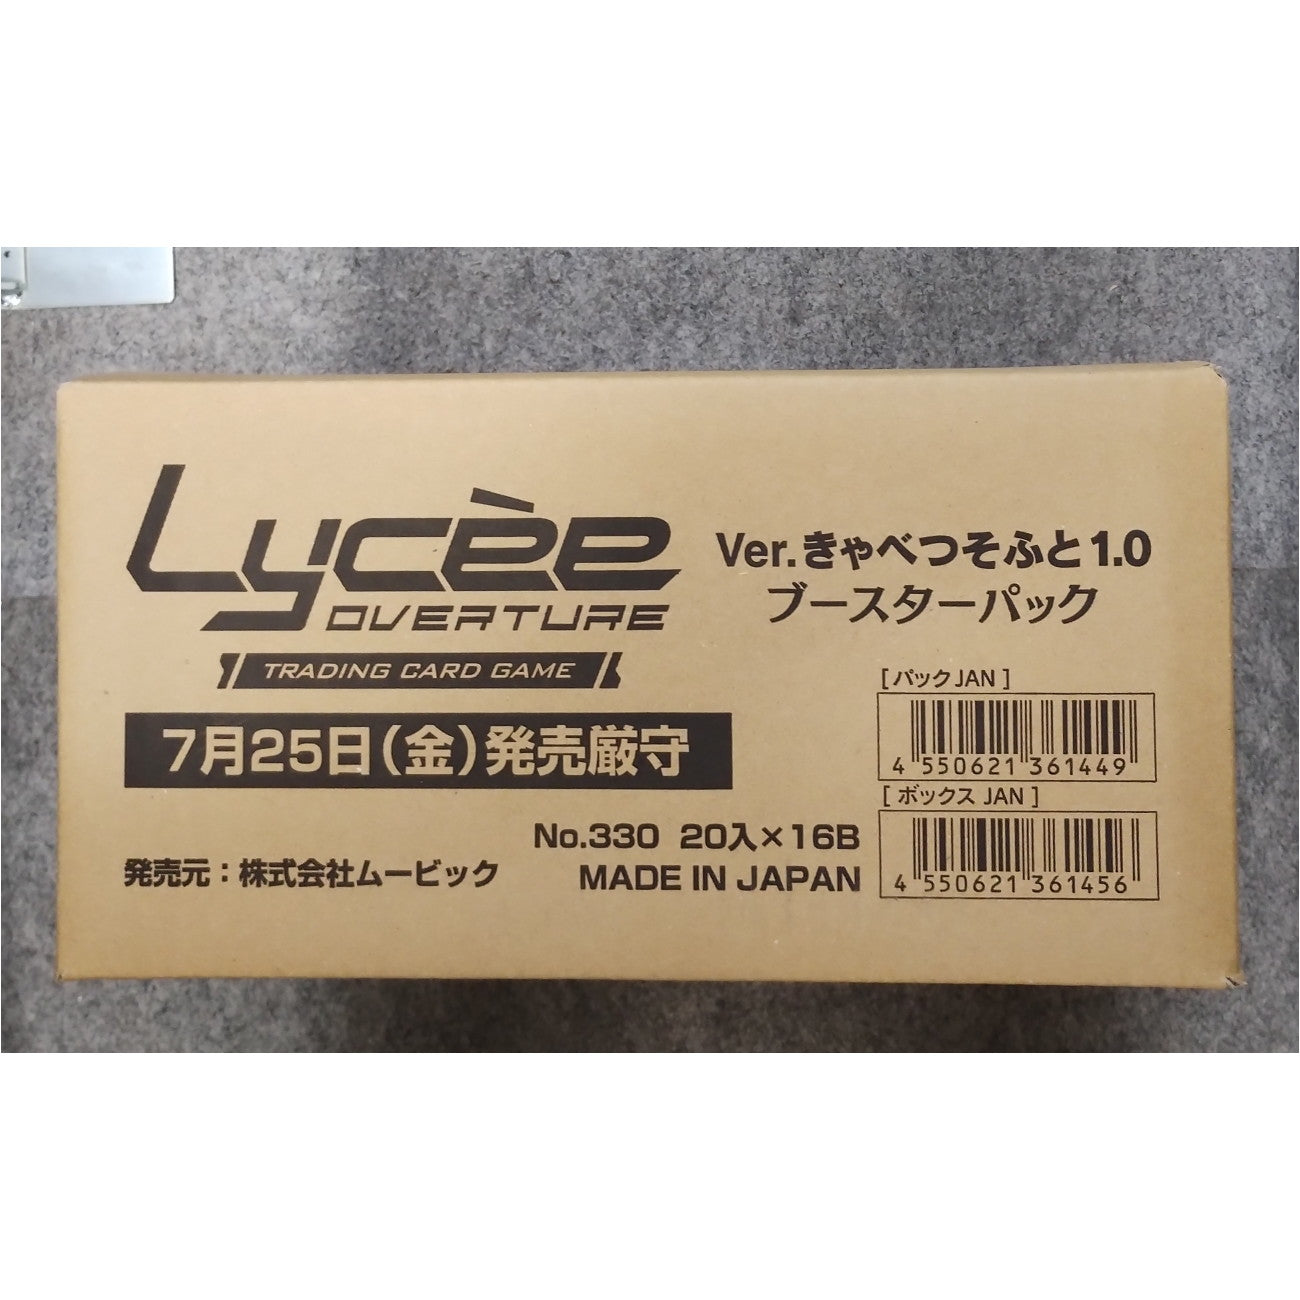 Lycèe
OVERTURE
TRADING CARD GAME
Ver.きゃべつそふと1.0
ブースターパック
7月25日(金)発売厳守
[パックJAN]
4 550621 361449
[ボックス JAN]
4 550621 361456
No.330 20入×16B
発売元:株式会社ムービック
MADE IN JAPAN